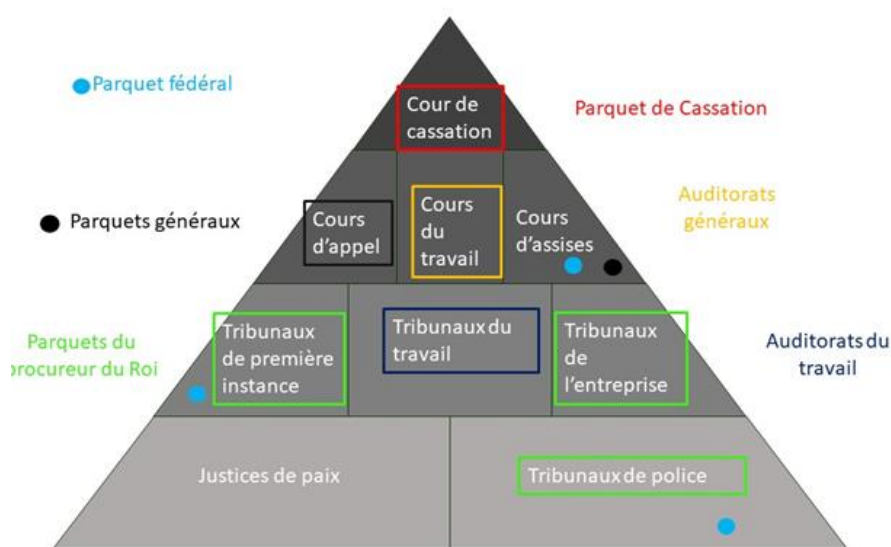 Parquet fédéral
Cour de
cassation
Parquet de Cassation
Parquets généraux
Cours
d'appel
Cours
du
travail
Cours
d'assises
Auditorats
généraux
Parquets du
procureur du Roi
Tribunaux
de première
instance
Tribunaux du
travail
Tribunaux
de
l'entreprise
Auditorats du
travail
Justices de paix
Tribunaux de police